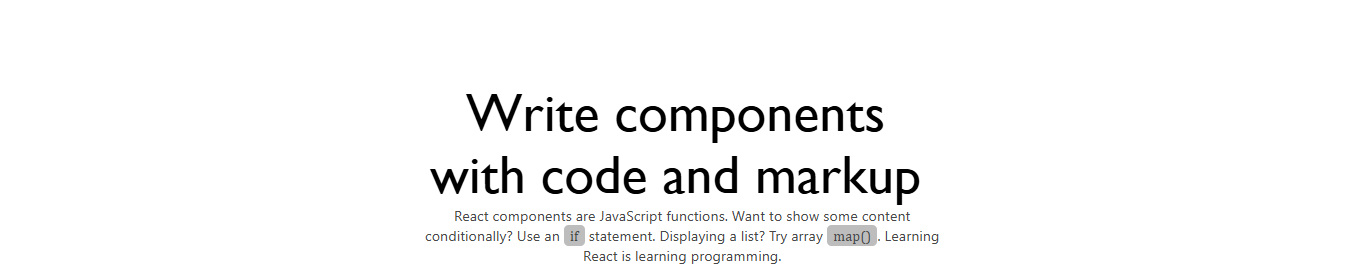 Write components
with code and markup
React components are JavaScript functions. Want to show some content
conditionally? Use an if statement. Displaying a list? Try array map(). Learning
React is learning programming.